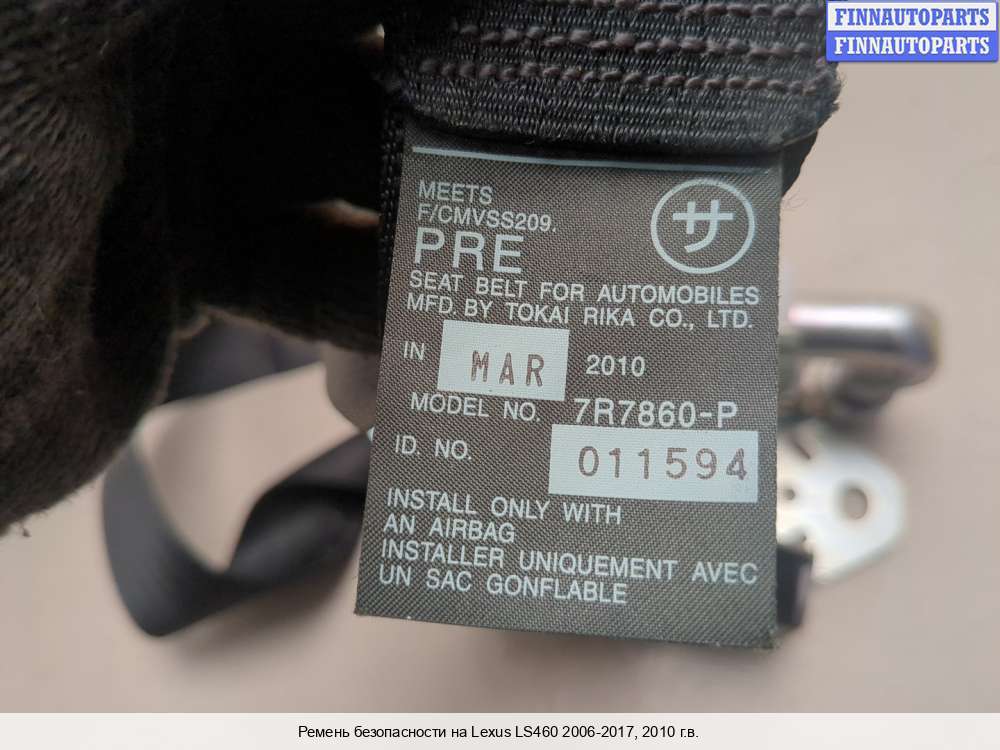 FINNAUTOPARTS
FINNAUTOPARTS
MEETS
F/CMVSS209.
PRE
サ
SEAT BELT FOR AUTOMOBILES
MFD. BY TOKAI RIKA CO., LTD.
IN MAR 2010
MODEL NO. 7R7860-P
ID. NO. 011594
INSTALL ONLY WITH
AN AIRBAG
INSTALLER UNIQUEMENT AVEC
UN SAC GONFLABLE
Ремень безопасности на Lexus LS460 2006-2017, 2010 г.в.